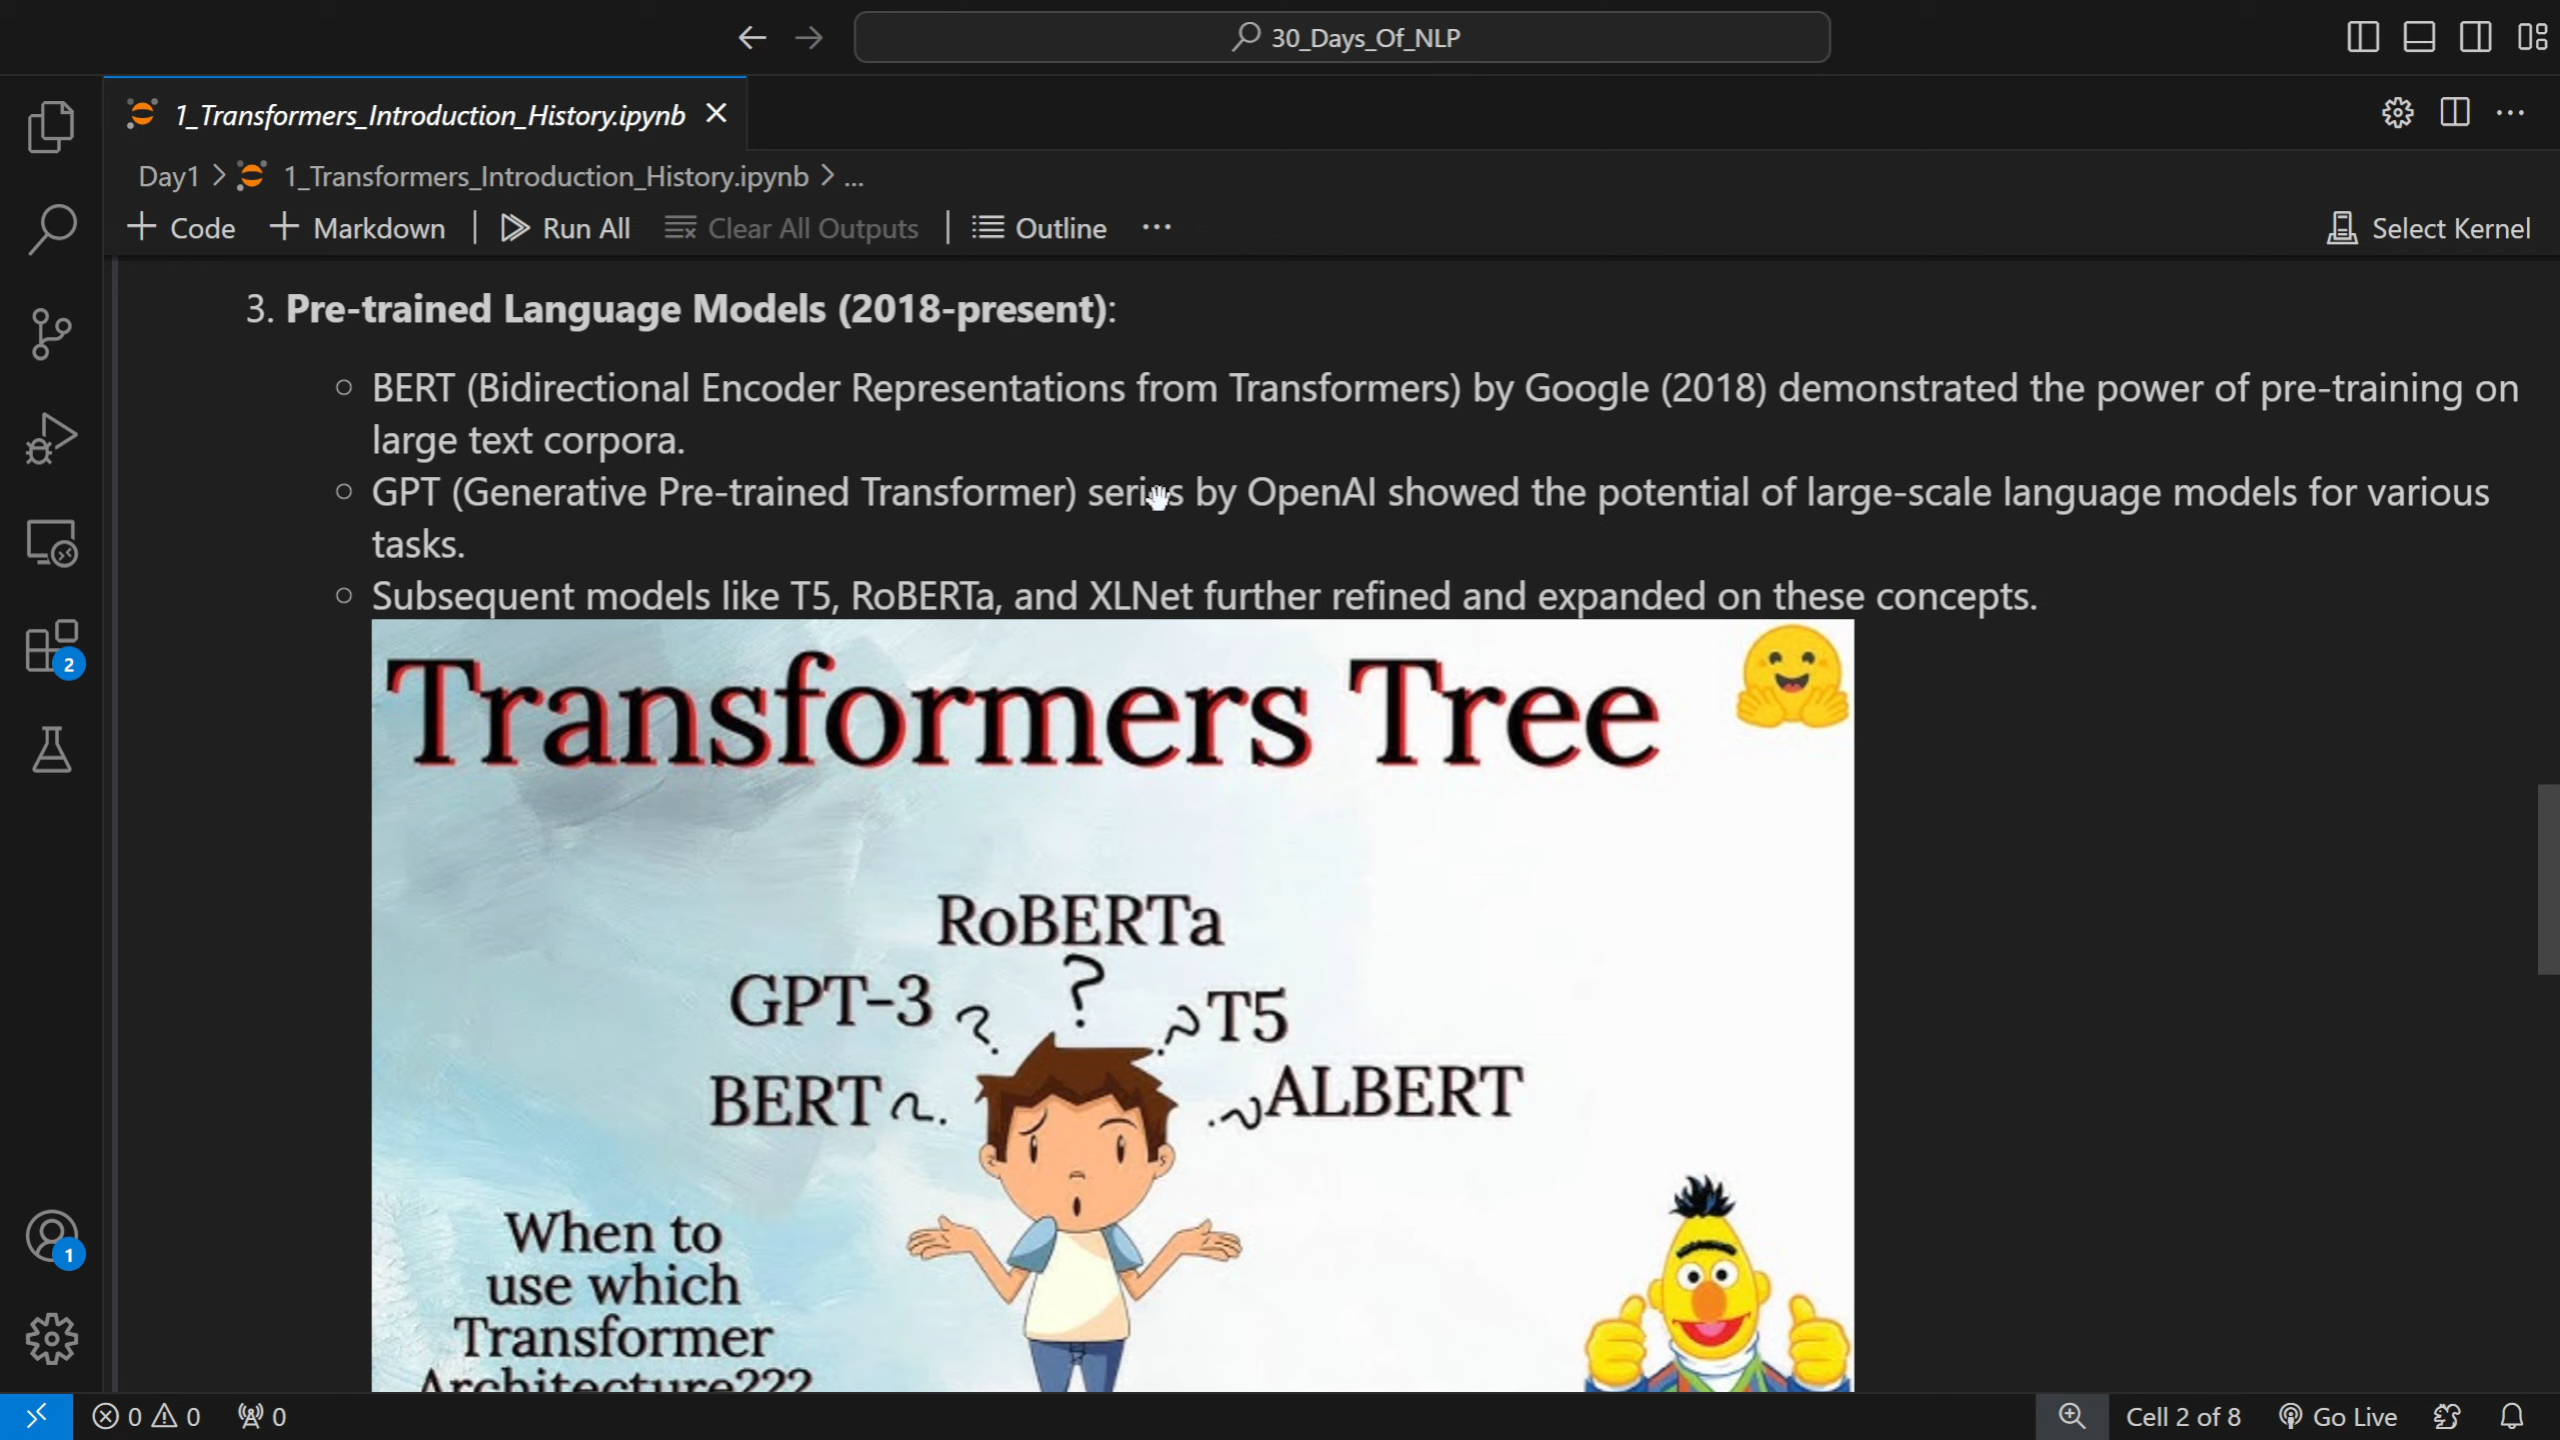 30_Days_Of_NLP
1_Transformers_Introduction_History.ipynb
Day1 > 1_Transformers_Introduction_History.ipynb > ...
+ Code + Markdown | Run All Clear All Outputs | Outline ... Select Kernel
3. Pre-trained Language Models (2018-present):
BERT (Bidirectional Encoder Representations from Transformers) by Google (2018) demonstrated the power of pre-training on
large text corpora.
GPT (Generative Pre-trained Transformer) series by OpenAI showed the potential of large-scale language models for various
tasks.
Subsequent models like T5, RoBERTa, and XLNet further refined and expanded on these concepts.
Transformers Tree
RoBERTa
?
GPT-3 ? ? T5
BERT ? ? ALBERT
When to
use which
Transformer
Architecture???
2
1
0 0 0 Cell 2 of 8 Go Live